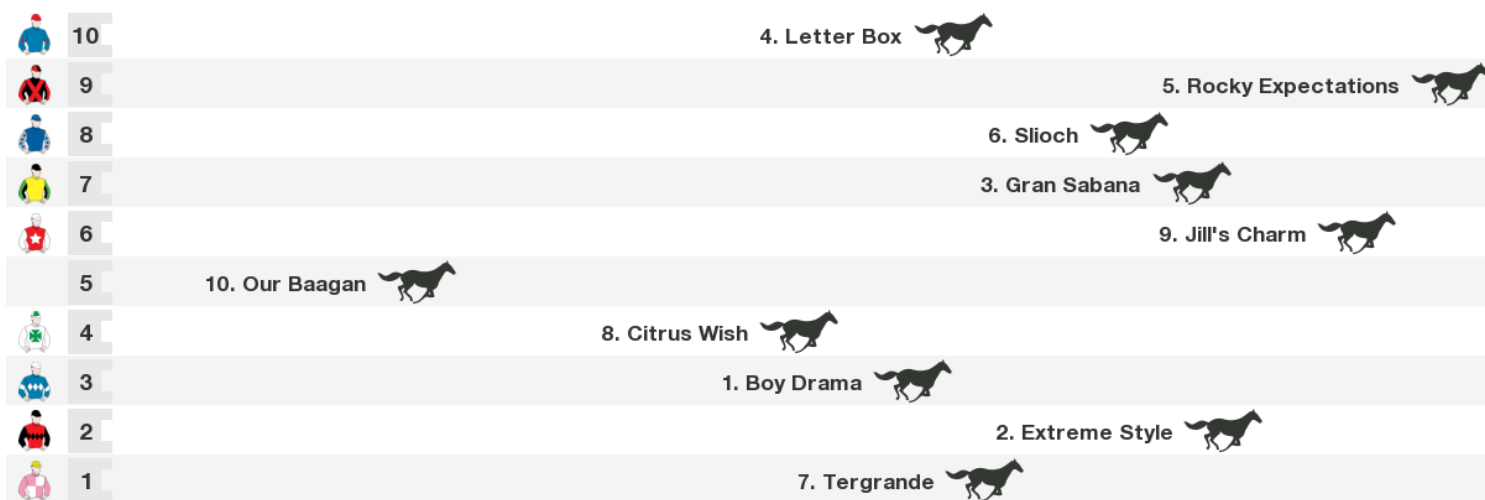 10 4. Letter Box
9 5. Rocky Expectations
8 6. Slioch
7 3. Gran Sabana
6 9. Jill's Charm
5 10. Our Baagan
4 8. Citrus Wish
3 1. Boy Drama
2 2. Extreme Style
1 7. Tergrande